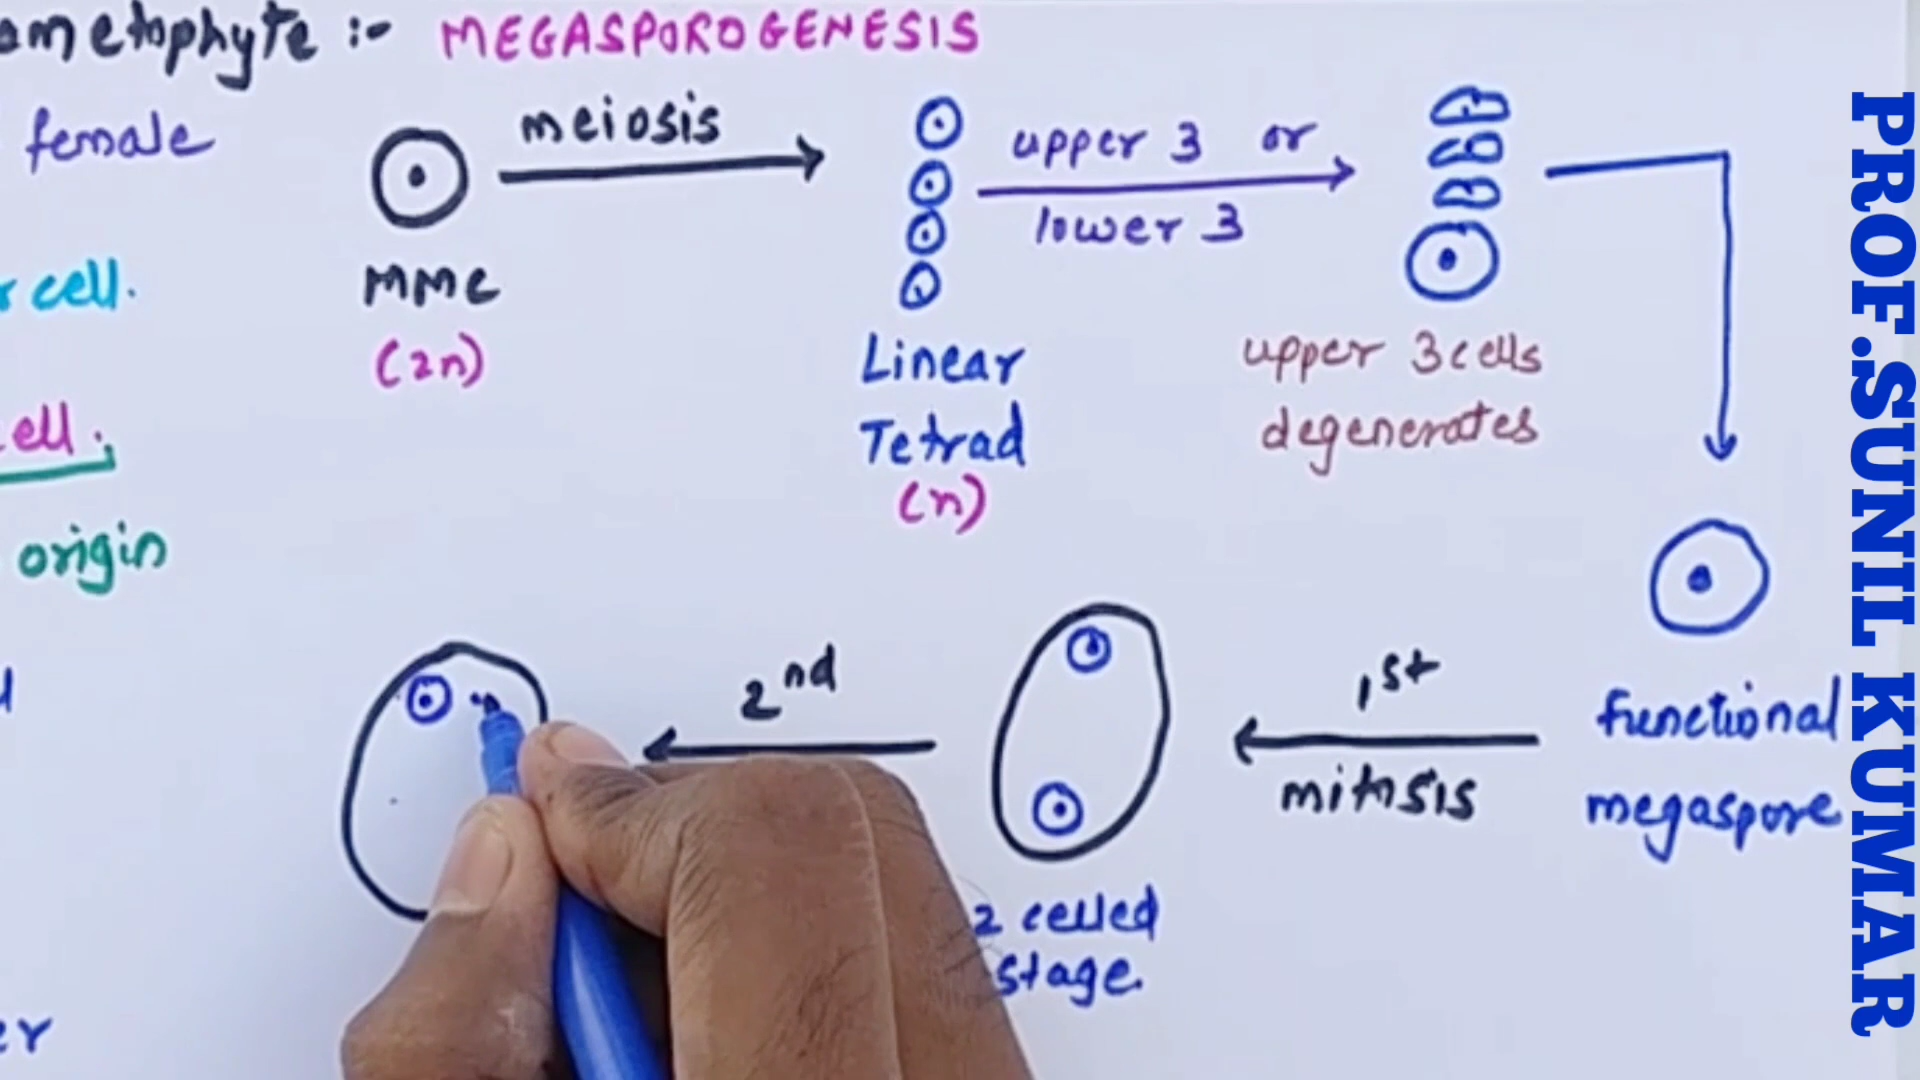 ametophyte :- MEGASPOROGENESIS
female
meiosis
upper 3 or
lower 3
cell.
MMC
(2n)
Linear
Tetrad
(n)
upper 3 cells
degenerates
ell.
origin
2nd
1st
mitosis
functional
megaspore
2 celled
stage.
er
PROF.:SUNIL KUMAR